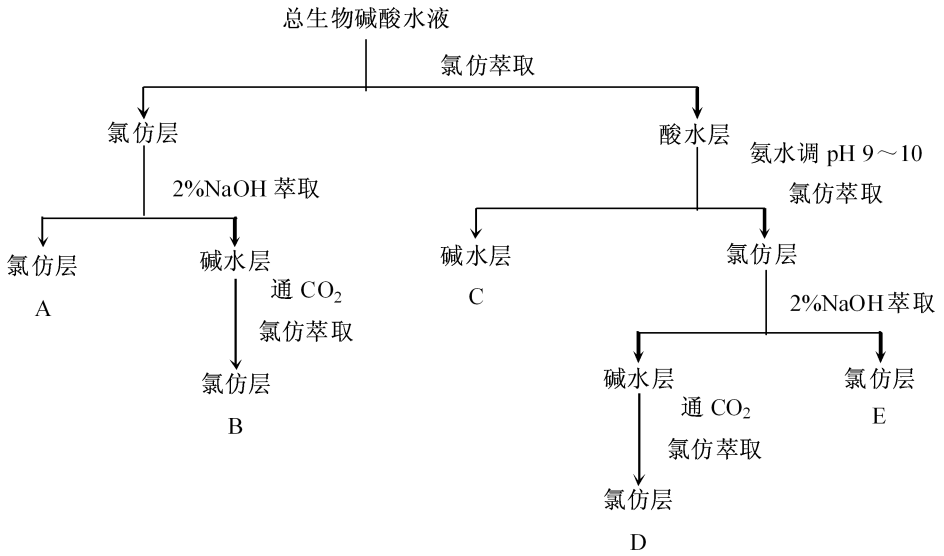 总生物碱酸水液
氯仿萃取
氯仿层
酸水层
氨水调 pH 9～10
氯仿萃取
2%NaOH 萃取
氯仿层
A
碱水层
通 CO₂
氯仿萃取
氯仿层
B
碱水层
C
氯仿层
2%NaOH萃取
碱水层
通 CO₂
氯仿萃取
氯仿层
D
氯仿层
E